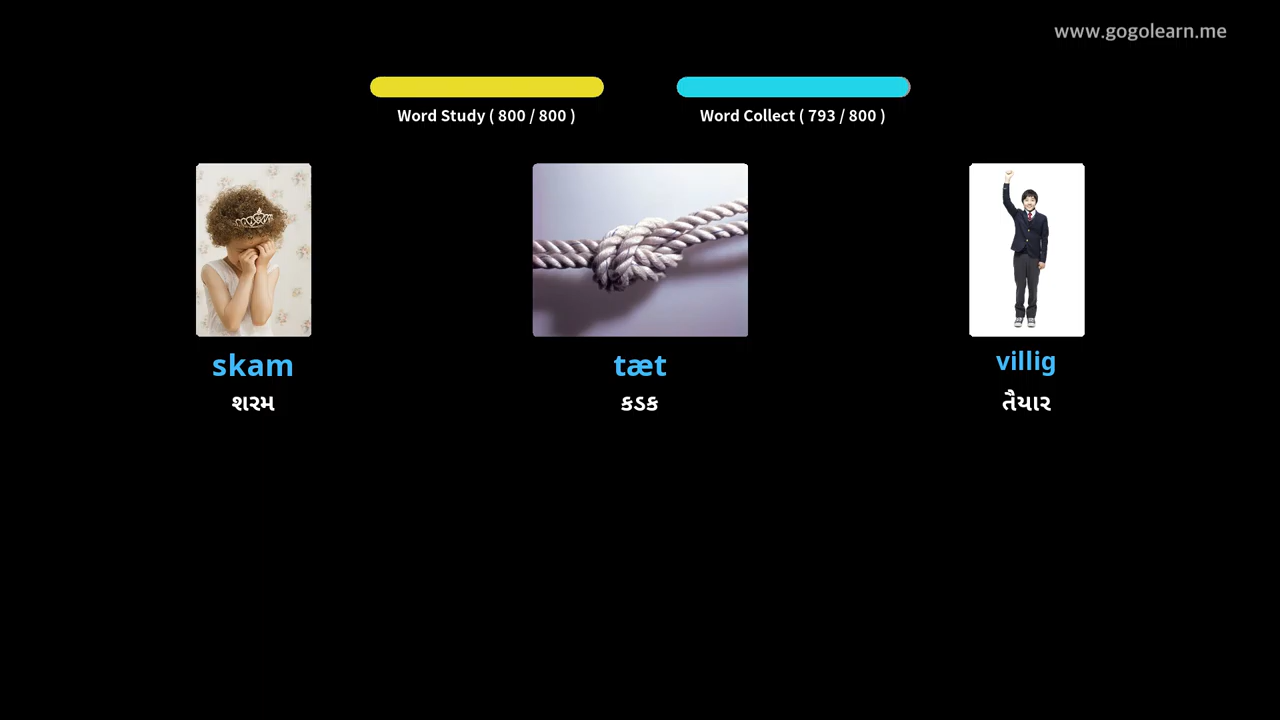 www.gogolearn.me
Word Study ( 800 / 800 )
Word Collect ( 793 / 800 )
skam
tæt
villig
શરમ
કડક
તૈયાર